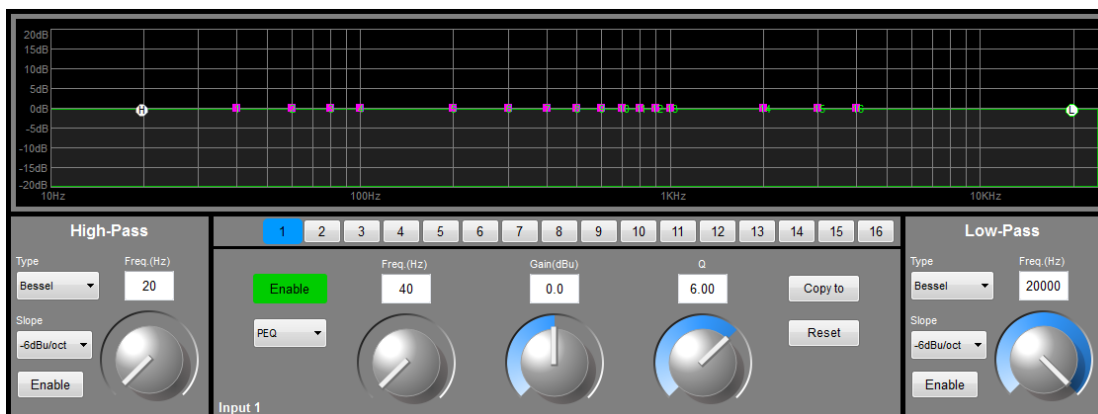 20dB
15dB
10dB
5dB
0dB
-5dB
-10dB
-15dB
-20dB
10Hz 100Hz 1KHz 10KHz
H L
High-Pass
Type Freq.(Hz)
Bessel 20
Slope
-6dBu/oct
Enable
1 2 3 4 5 6 7 8 9 10 11 12 13 14 15 16
Freq.(Hz) Gain(dBu) Q
Enable 40 0.0 6.00 Copy to
PEQ Reset
Input 1
Low-Pass
Type Freq.(Hz)
Bessel 20000
Slope
-6dBu/oct
Enable